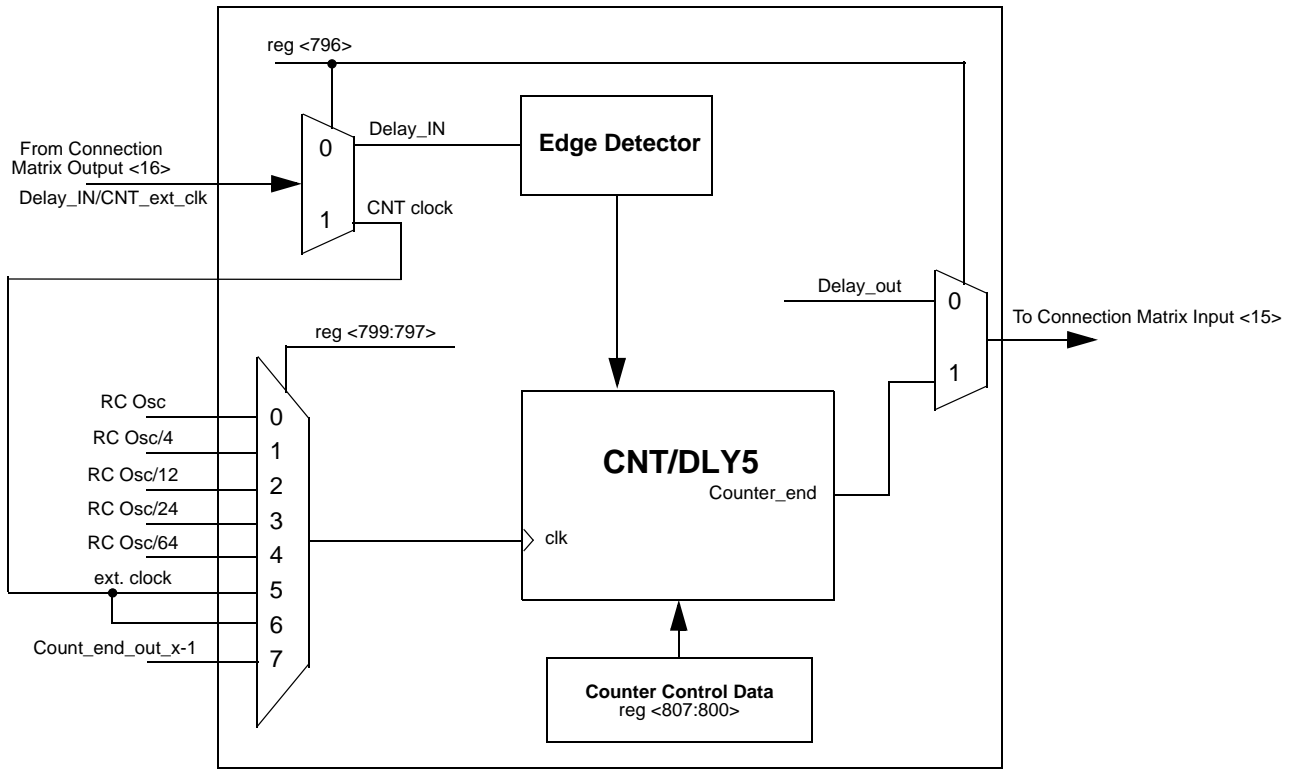 reg <796>
From Connection
Matrix Output <16>
Delay_IN/CNT_ext_clk
0
1
Delay_IN
CNT clock
Edge Detector
Delay_out
0
1
To Connection Matrix Input <15>
reg <799:797>
RC Osc
0
RC Osc/4
1
RC Osc/12
2
RC Osc/24
3
RC Osc/64
4
ext. clock
5
6
Count_end_out_x-1
7
CNT/DLY5
Counter_end
clk
Counter Control Data
reg <807:800>